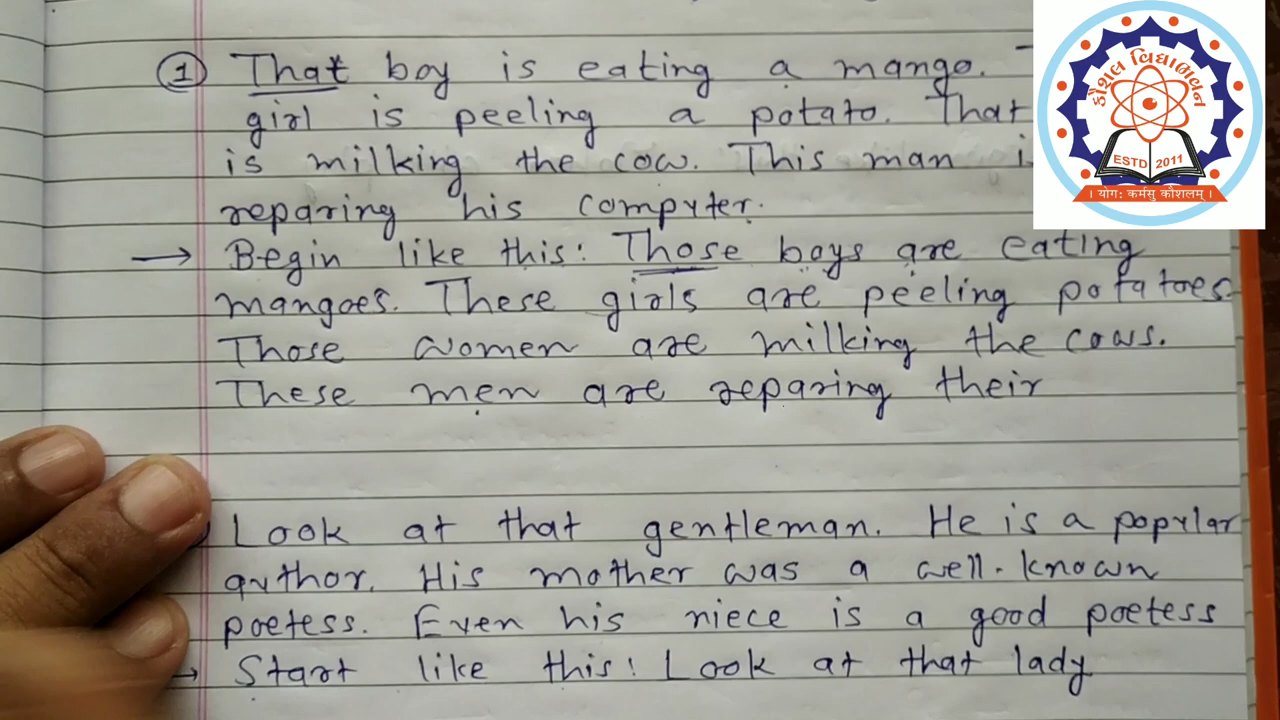 1 That boy is eating a mango.
girl is peeling a potato. That
is milking the cow. This man
reparing his computer.
→ Begin like this: Those boys are eating
mangoes. These girls are peeling potatoes.
Those women are milking the cows.
These men are reparing their
Look at that gentleman. He is a popular
author. His mother was a well-known
poetess. Even his niece is a good poetess
→ Start like this: Look at that lady
કૌશલ વિદ્યાભવન
ESTD 2011
। योगः कर्मसु कौशलम् ।